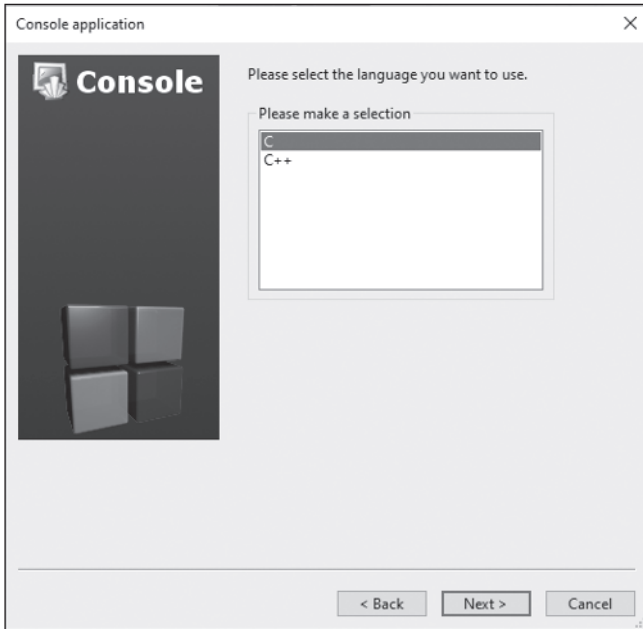 Console application
Console
Please select the language you want to use.
Please make a selection
C
C++
< Back
Next >
Cancel